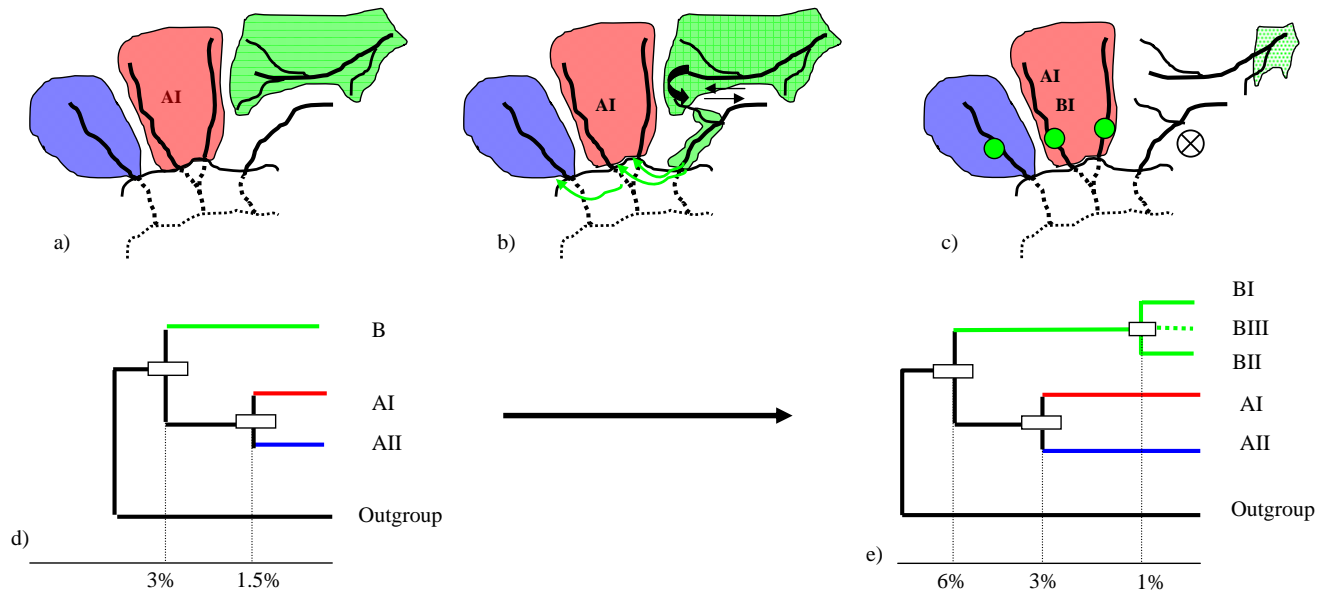 AI
a)
AI
b)
AI
BI
c)
B
AI
AII
Outgroup
d)
3%
1.5%
BI
BIII
BII
AI
AII
Outgroup
e)
6%
3%
1%